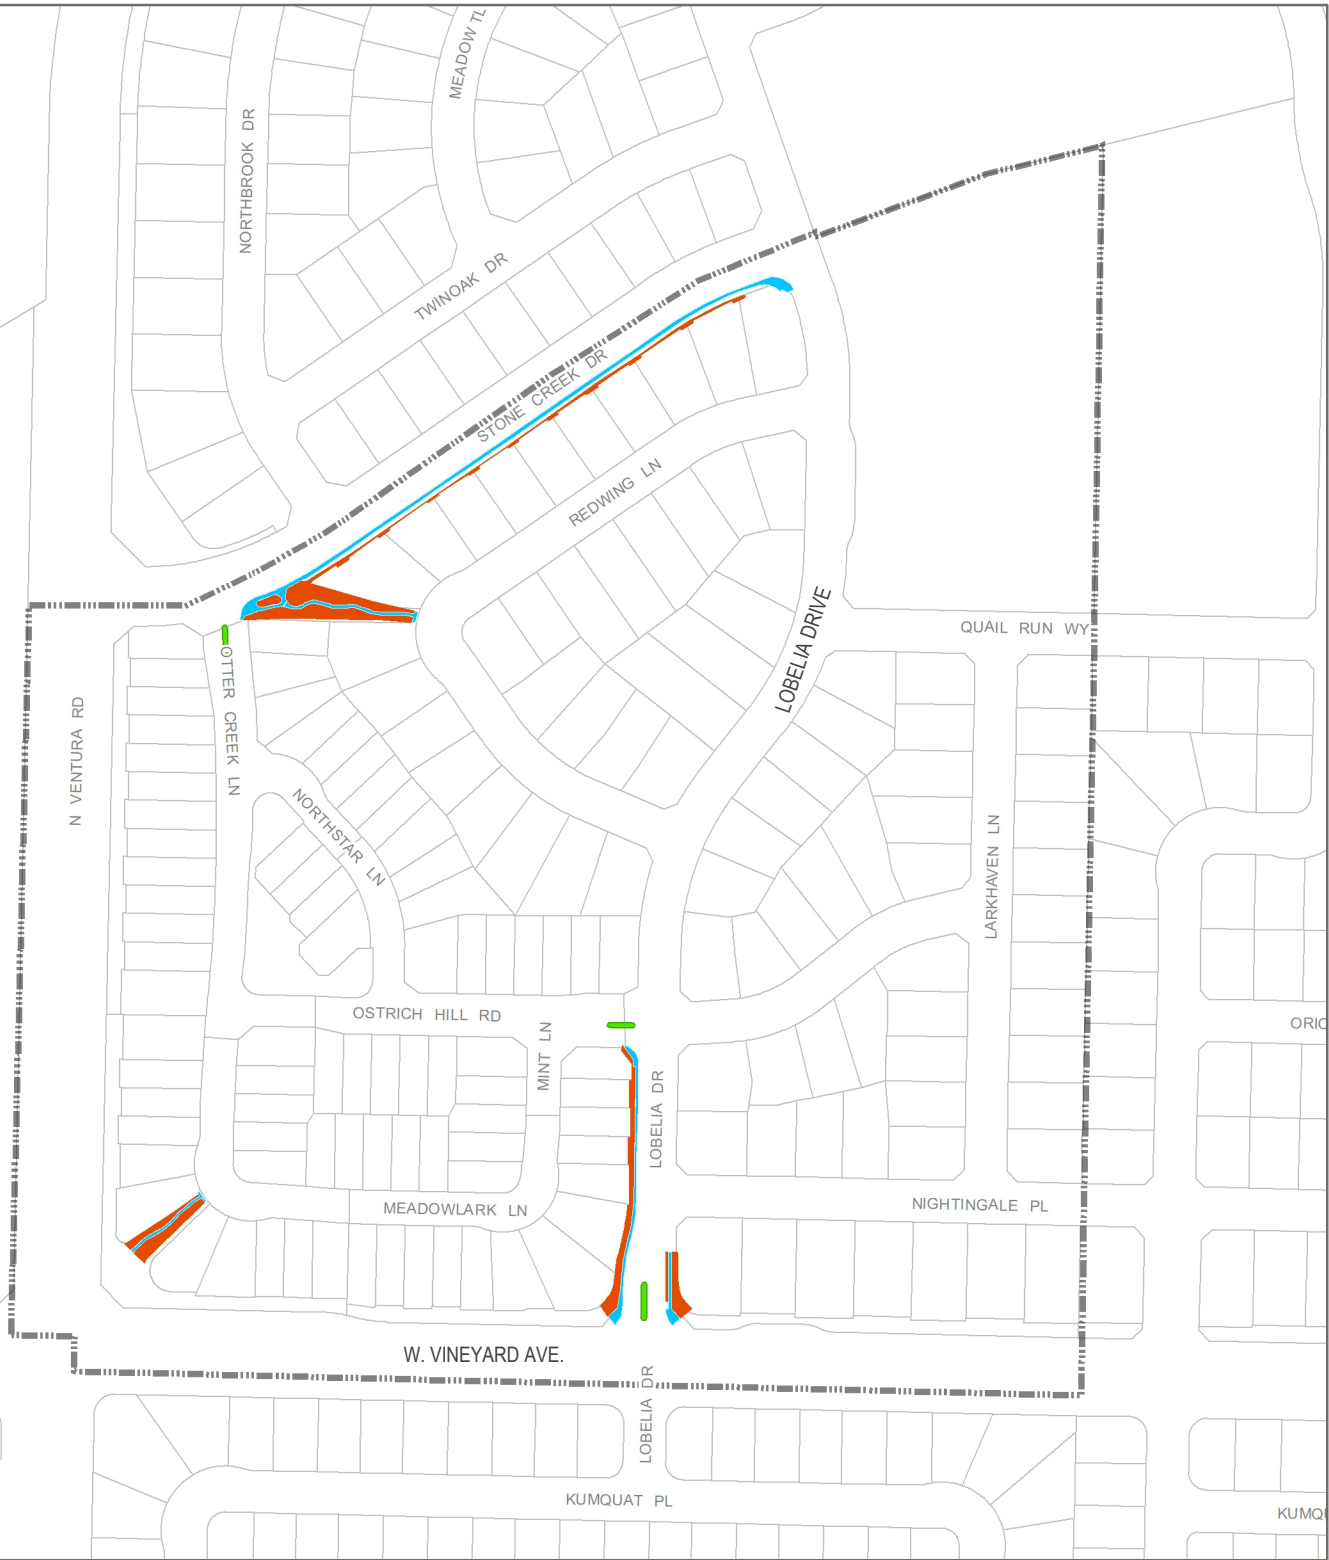 MEADOW TL
NORTHBROOK DR
TWINOAK DR
STONE CREEK DR
REDWING LN
LOBELIA DRIVE
QUAIL RUN WY
N VENTURA RD
OTTER CREEK LN
NORTHSTAR LN
LARKHAVEN LN
OSTRICH HILL RD
MINT LN
ORIO
LOBELIA DR
MEADOWLARK LN
NIGHTINGALE PL
W. VINEYARD AVE.
LOBELIA DR
KUMQUAT PL
KUMQU